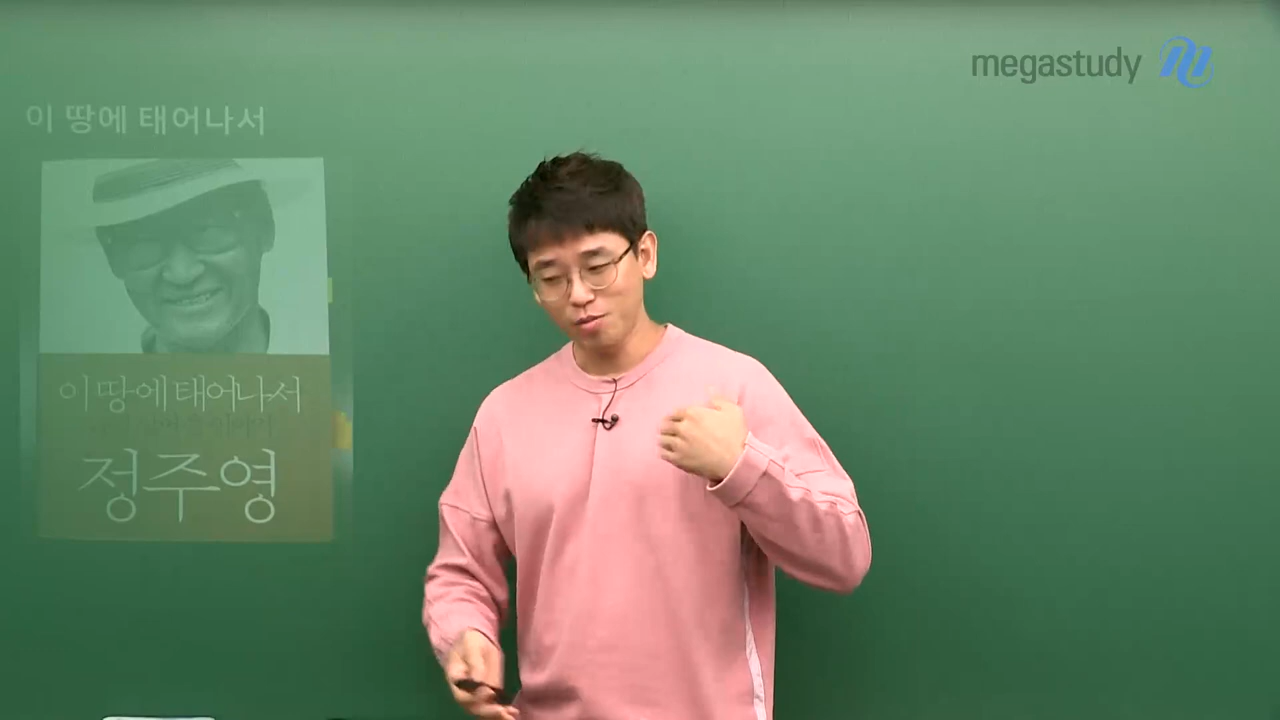 megastudy
이 땅에 태어나서
이 땅에 태어나서
정주영